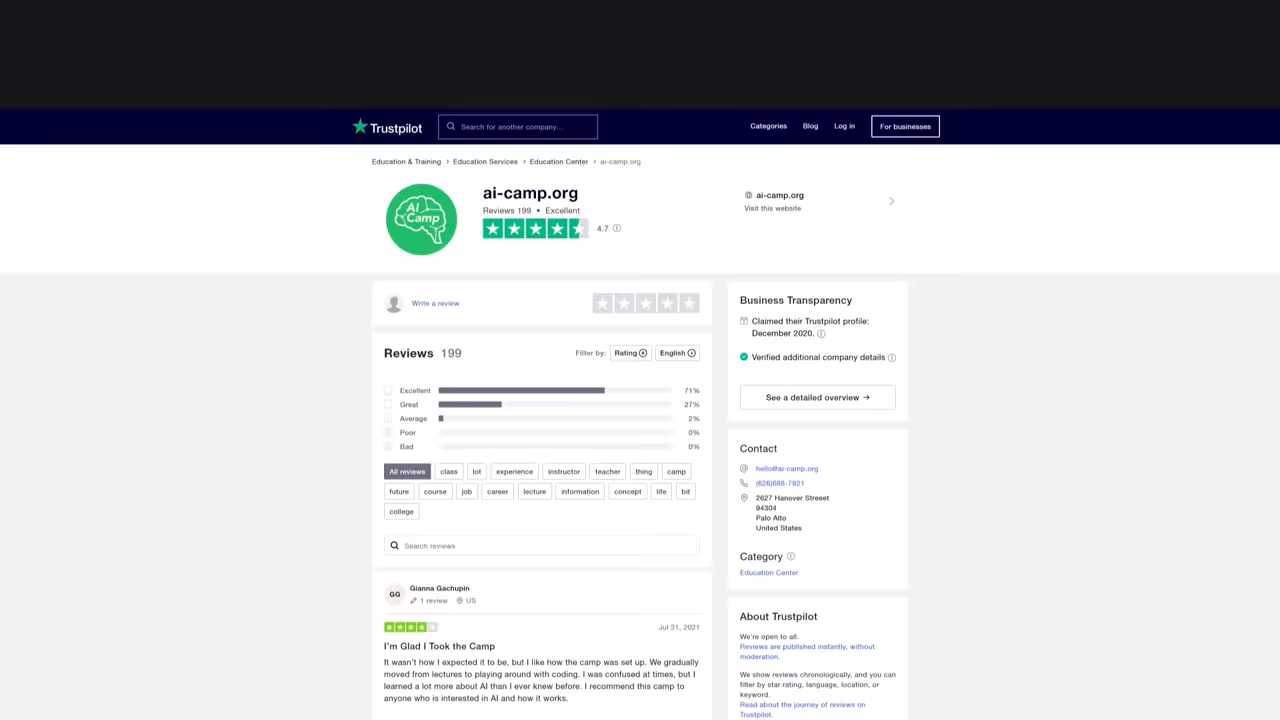 Trustpilot
Search for another company...
Categories
Blog
Log in
For businesses
Education & Training > Education Services > Education Center > ai-camp.org
AI
Camp
ai-camp.org
Reviews 199 • Excellent
4.7
ai-camp.org
Visit this website
Write a review
Reviews 199
Filter by: Rating English
Excellent 71%
Great 27%
Average 2%
Poor 0%
Bad 0%
All reviews class lot experience instructor teacher thing camp
future course job career lecture information concept life bit
college
Search reviews
GG
Gianna Gachupin
1 review US
Jul 31, 2021
I'm Glad I Took the Camp
It wasn't how I expected it to be, but I like how the camp was set up. We gradually
moved from lectures to playing around with coding. I was confused at times, but I
learned a lot more about AI than I ever knew before. I recommend this camp to
anyone who is interested in AI and how it works.
Business Transparency
Claimed their Trustpilot profile:
December 2020.
Verified additional company details
See a detailed overview →
Contact
hello@ai-camp.org
(626)688-7921
2627 Hanover Streeet
94304
Palo Alto
United States
Category
Education Center
About Trustpilot
We're open to all.
Reviews are published instantly, without
moderation.
We show reviews chronologically, and you can
filter by star rating, language, location, or
keyword.
Read about the journey of reviews on
Trustpilot.